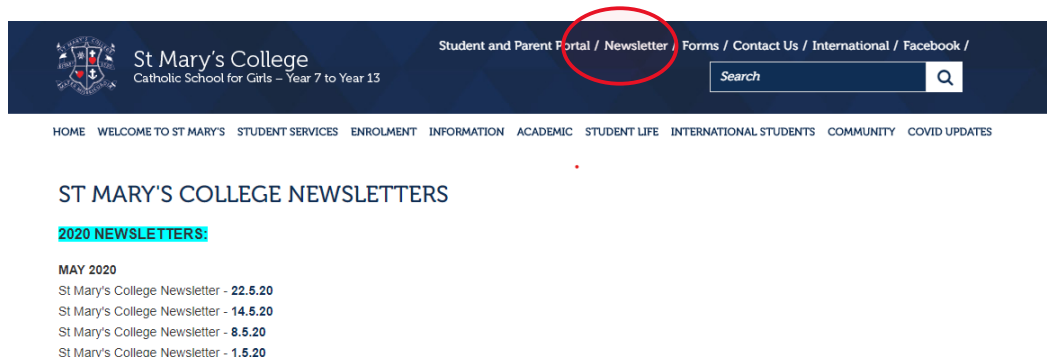 Student and Parent Portal / Newsletter / Forms / Contact Us / International / Facebook /
St Mary's College
Catholic School for Girls – Year 7 to Year 13
Search
HOME WELCOME TO ST MARY'S STUDENT SERVICES ENROLMENT INFORMATION ACADEMIC STUDENT LIFE INTERNATIONAL STUDENTS COMMUNITY COVID UPDATES
ST MARY'S COLLEGE NEWSLETTERS
2020 NEWSLETTERS:
MAY 2020
St Mary's College Newsletter - 22.5.20
St Mary's College Newsletter - 14.5.20
St Mary's College Newsletter - 8.5.20
St Mary's College Newsletter - 1.5.20